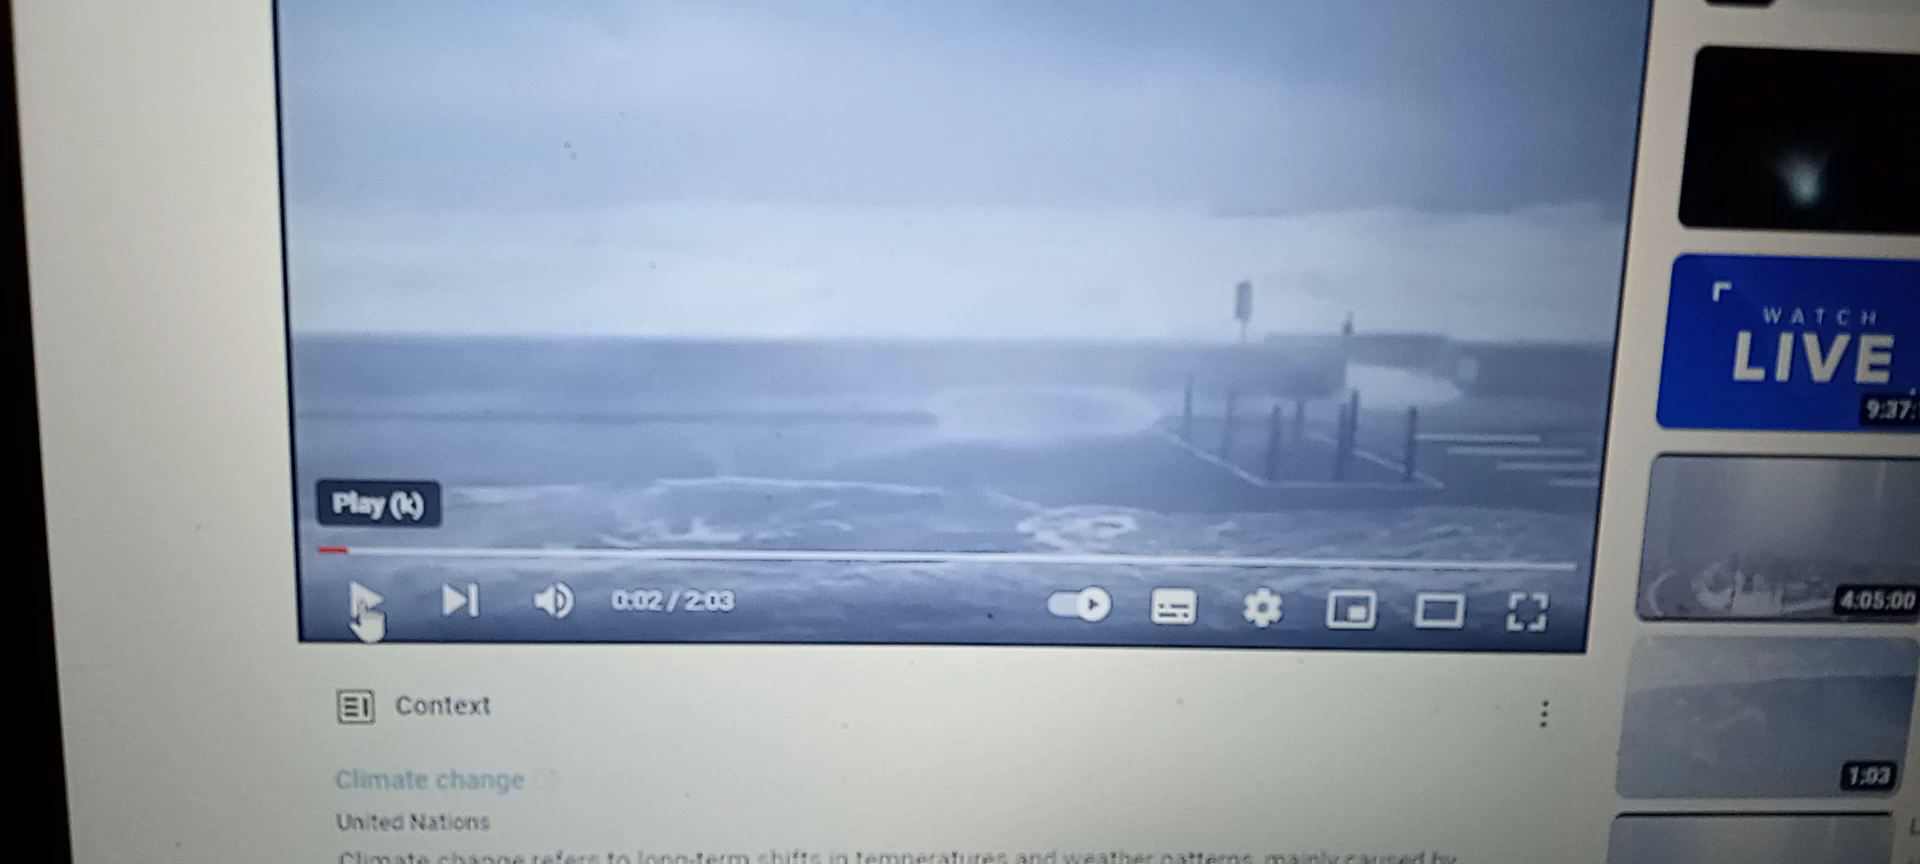 WATCH
LIVE
9:37:
Play (k)
0:02 / 2:03
4:05:00
Context
Climate change
1:03
United Nations
Climate change refers to long-term shifts in temperatures and weather patterns, mainly caused by